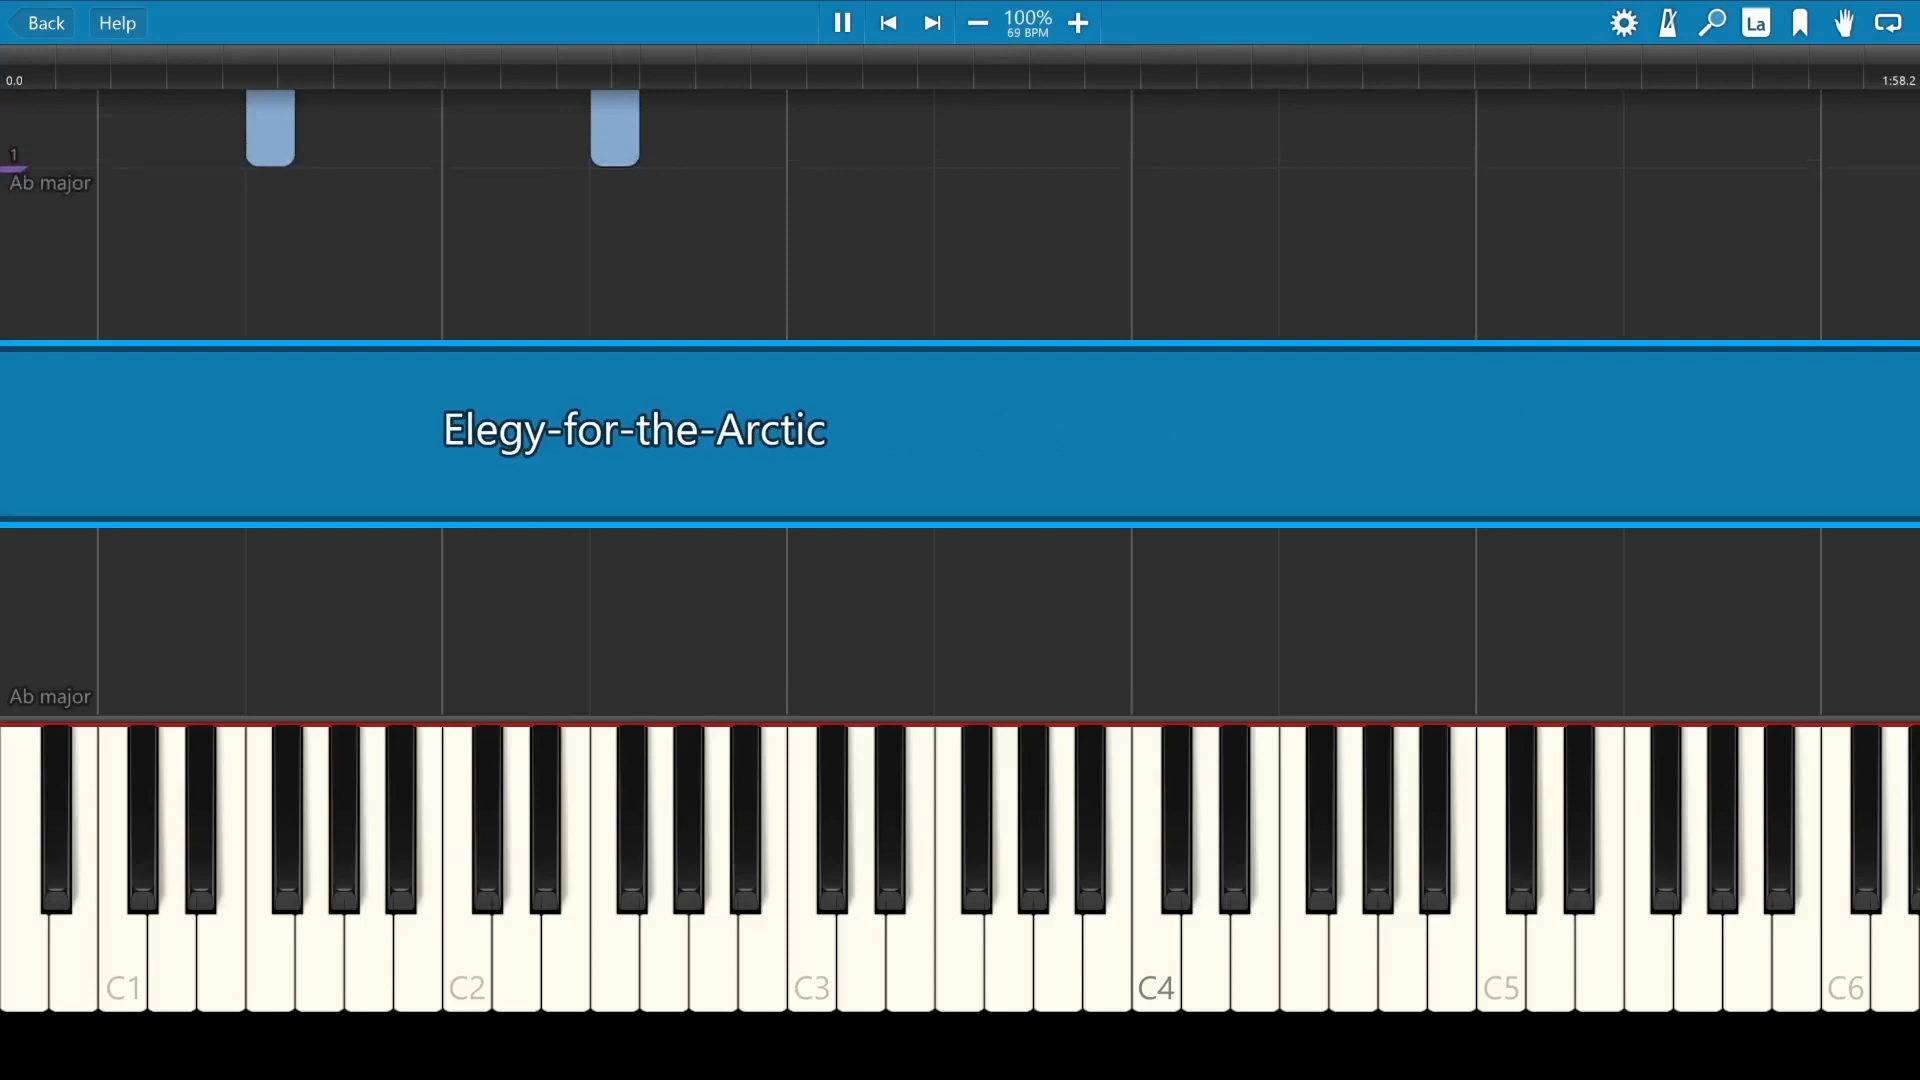 Back
Help
100%
69 BPM
La
0.0
1:58.2
1
Ab major
Elegy-for-the-Arctic
Ab major
C1
C2
C3
C4
C5
C6